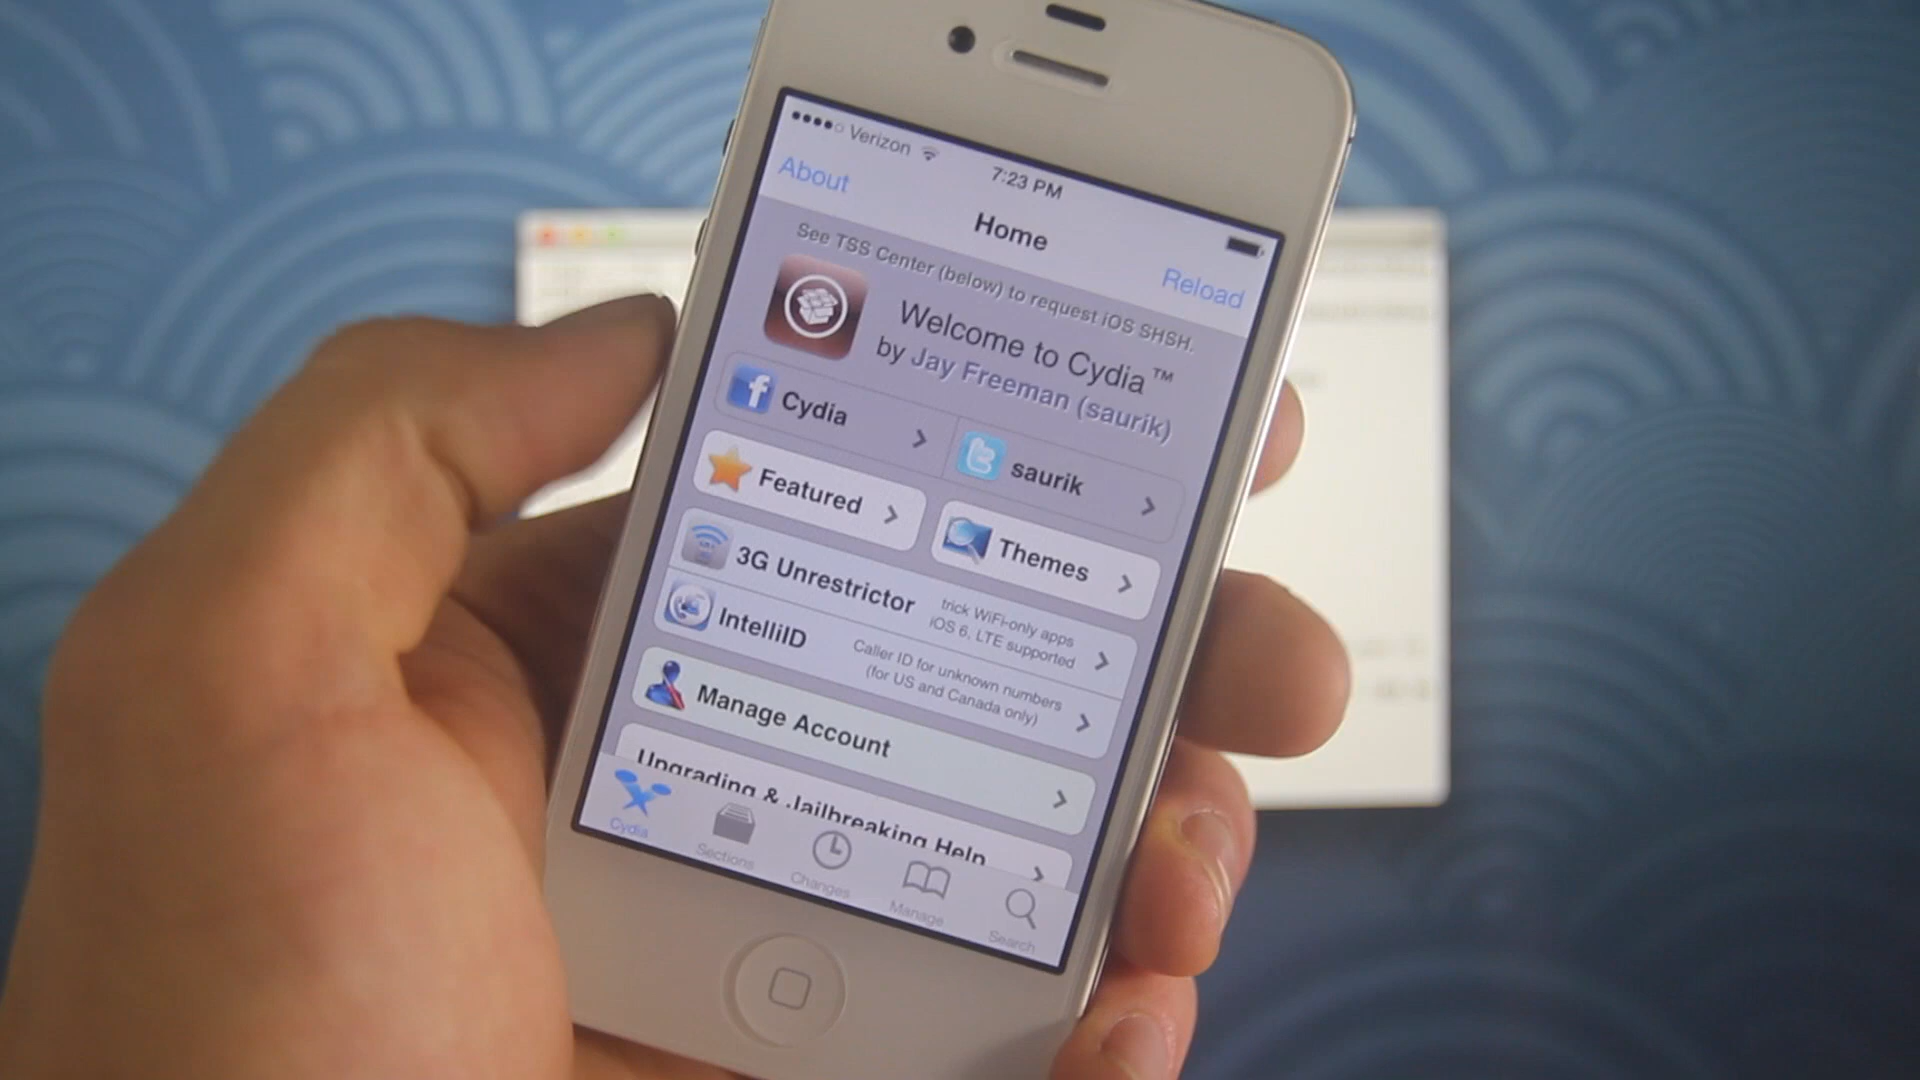 Verizon
7:23 PM
About
Home
Reload
See TSS Center (below) to request iOS SHSH.
Welcome to Cydia™
by Jay Freeman (saurik)
Cydia
saurik
Featured
Themes
3G Unrestrictor
trick WiFi-only apps
iOS 6, LTE supported
IntelliID
Caller ID for unknown numbers
(for US and Canada only)
Manage Account
Upgrading & Jailbreaking Help
Cydia
Sections
Changes
Manage
Search